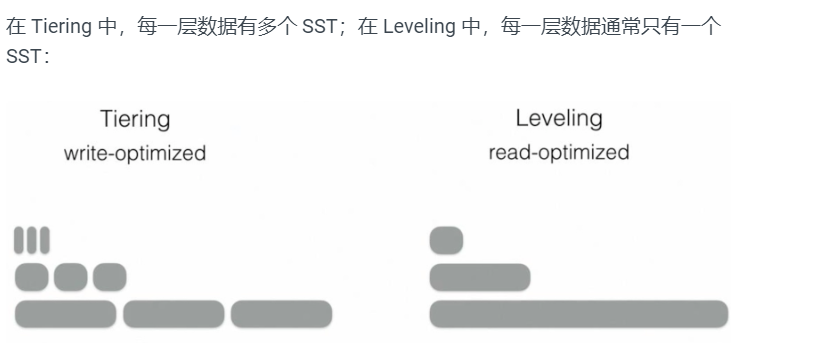 在 Tiering 中，每一层数据有多个 SST；在 Leveling 中，每一层数据通常只有一个
SST：
Tiering
write-optimized
Leveling
read-optimized